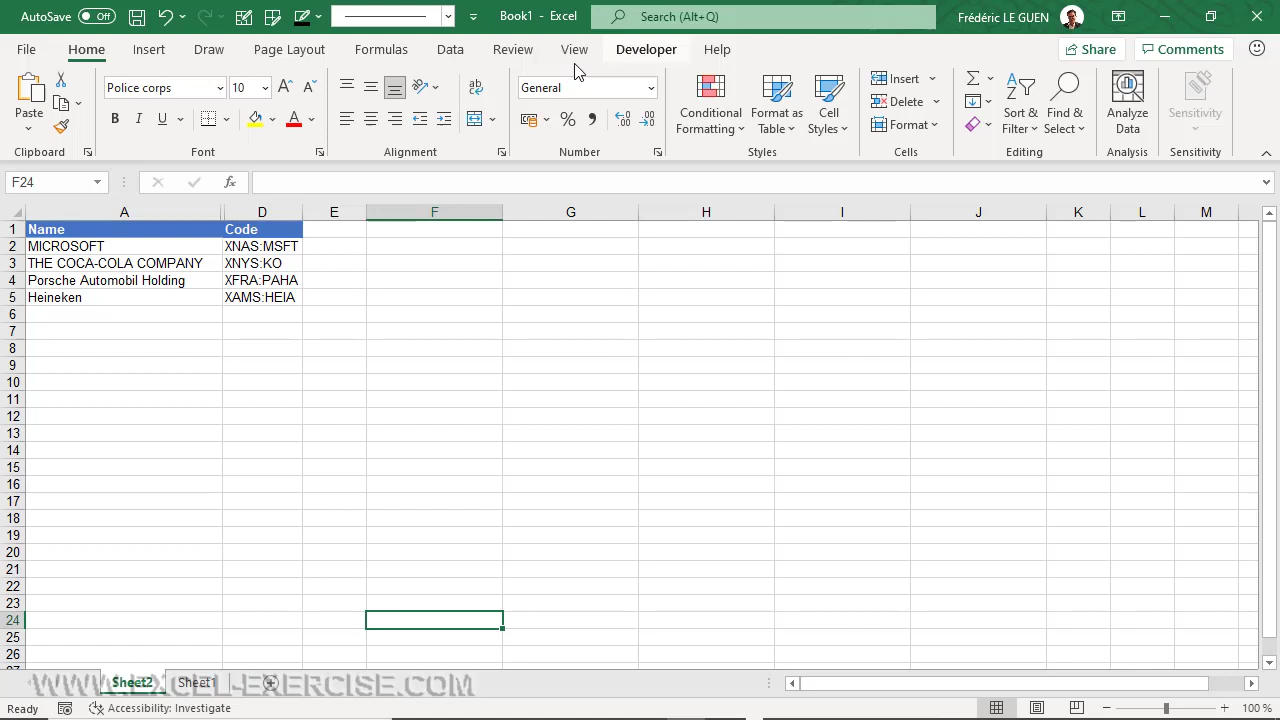 AutoSave Off Book1 - Excel Search (Alt+Q) Frédéric LE GUEN
File Home Insert Draw Page Layout Formulas Data Review View Developer Help Share Comments
Paste
Clipboard
Police corps 10
B I U A
Font
ab
Alignment
General
% , .00 .00
Number
Conditional Formatting
Format as Table
Cell Styles
Styles
Insert
Delete
Format
Cells
Sort & Filter
Find & Select
Editing
Analyze Data
Analysis
Sensitivity
Sensitivity
F24 fx
A D E F G H I J K L M
1 Name Code
2 MICROSOFT XNAS:MSFT
3 THE COCA-COLA COMPANY XNYS:KO
4 Porsche Automobil Holding XFRA:PAHA
5 Heineken XAMS:HEIA
6
7
8
9
10
11
12
13
14
15
16
17
18
19
20
21
22
23
24
25
26
27
Sheet2 Sheet1
WWW.EXCEL-EXERCISE.COM
Ready Accessibility: Investigate 100 %